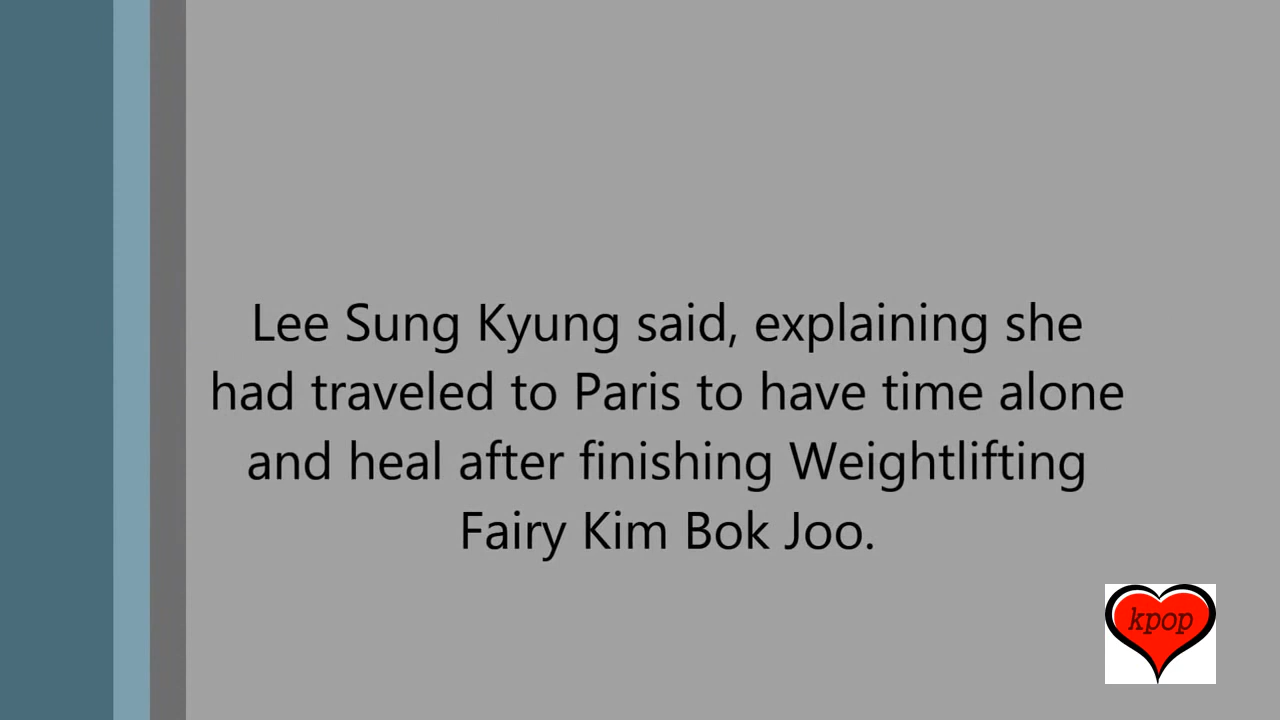 Lee Sung Kyung said, explaining she
had traveled to Paris to have time alone
and heal after finishing Weightlifting
Fairy Kim Bok Joo.
kpop